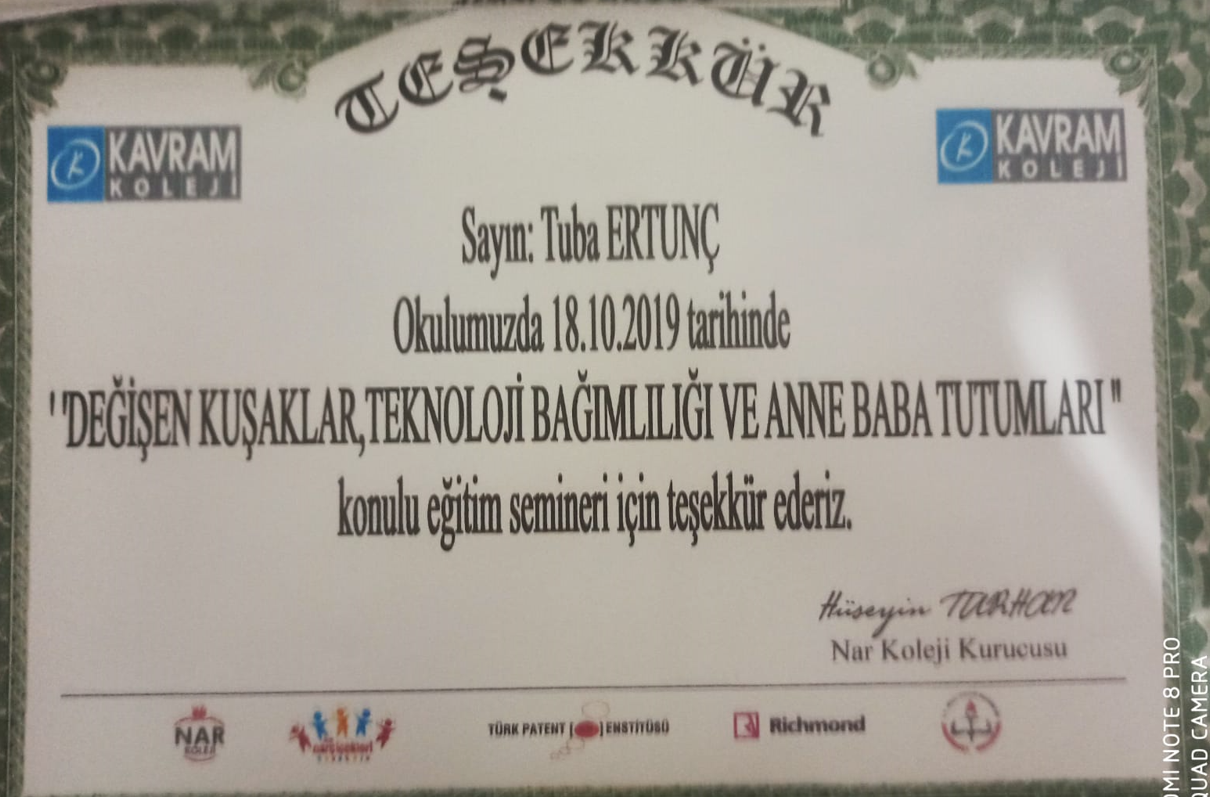 TEŞEKKÜR
KAVRAM
KOLEJİ
KAVRAM
KOLEJİ
Sayın: Tuba ERTUNÇ
Okulumuzda 18.10.2019 tarihinde
''DEĞİŞEN KUŞAKLAR,TEKNOLOJİ BAĞIMLILIĞI VE ANNE BABA TUTUMLARI"
konulu eğitim semineri için teşekkür ederiz.
Hüseyin TARHAN
Nar Koleji Kurucusu
NAR
KOLEJİ
TÜRK PATENT ENSTİTÜSÜ
Richmond
MI NOTE 8 PRO
QUAD CAMERA